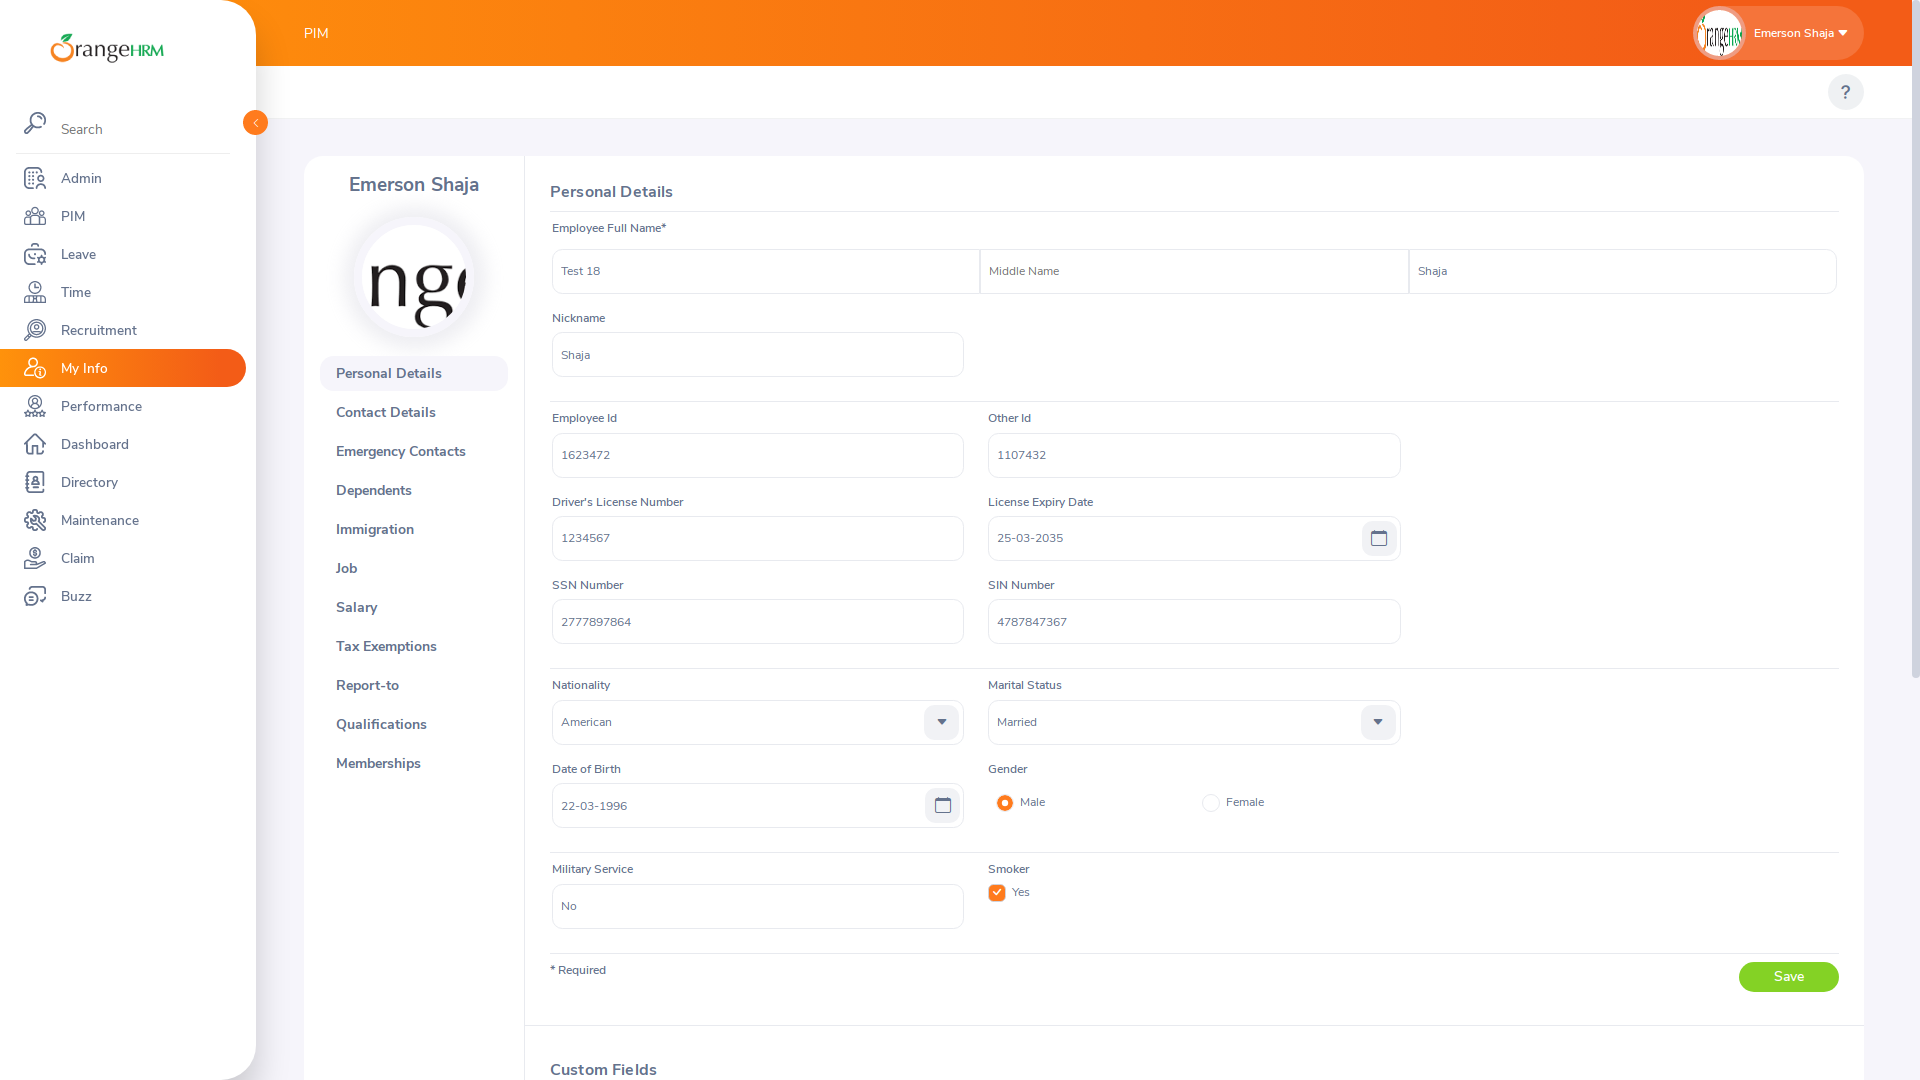 OrangeHRM
PIM
OrangeHRM
Emerson Shaja
?
Search
Admin
PIM
Leave
Time
Recruitment
My Info
Performance
Dashboard
Directory
Maintenance
Claim
Buzz
Emerson Shaja
ng
Personal Details
Contact Details
Emergency Contacts
Dependents
Immigration
Job
Salary
Tax Exemptions
Report-to
Qualifications
Memberships
Personal Details
Employee Full Name*
Test 18 Middle Name Shaja
Nickname
Shaja
Employee Id Other Id
1623472 1107432
Driver's License Number License Expiry Date
1234567 25-03-2035
SSN Number SIN Number
2777897864 4787847367
Nationality Marital Status
American Married
Date of Birth Gender
22-03-1996 Male Female
Military Service Smoker
No Yes
* Required Save
Custom Fields